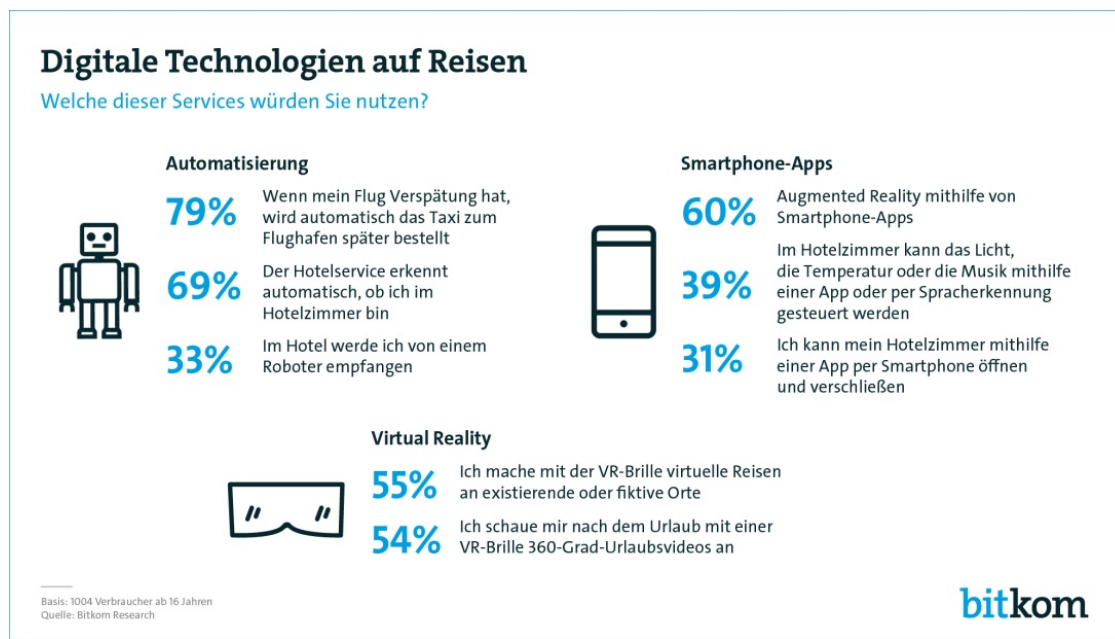 Digitale Technologien auf Reisen
Welche dieser Services würden Sie nutzen?
Automatisierung
79%
Wenn mein Flug Verspätung hat,
wird automatisch das Taxi zum
Flughafen später bestellt
69%
Der Hotelservice erkennt
automatisch, ob ich im
Hotelzimmer bin
33%
Im Hotel werde ich von einem
Roboter empfangen
Smartphone-Apps
60%
Augmented Reality mithilfe von
Smartphone-Apps
39%
Im Hotelzimmer kann das Licht,
die Temperatur oder die Musik mithilfe
einer App oder per Spracherkennung
gesteuert werden
31%
Ich kann mein Hotelzimmer mithilfe
einer App per Smartphone öffnen
und verschließen
Virtual Reality
55%
Ich mache mit der VR-Brille virtuelle Reisen
an existierende oder fiktive Orte
54%
Ich schaue mir nach dem Urlaub mit einer
VR-Brille 360-Grad-Urlaubsvideos an
Basis: 1004 Verbraucher ab 16 Jahren
Quelle: Bitkom Research
bitkom